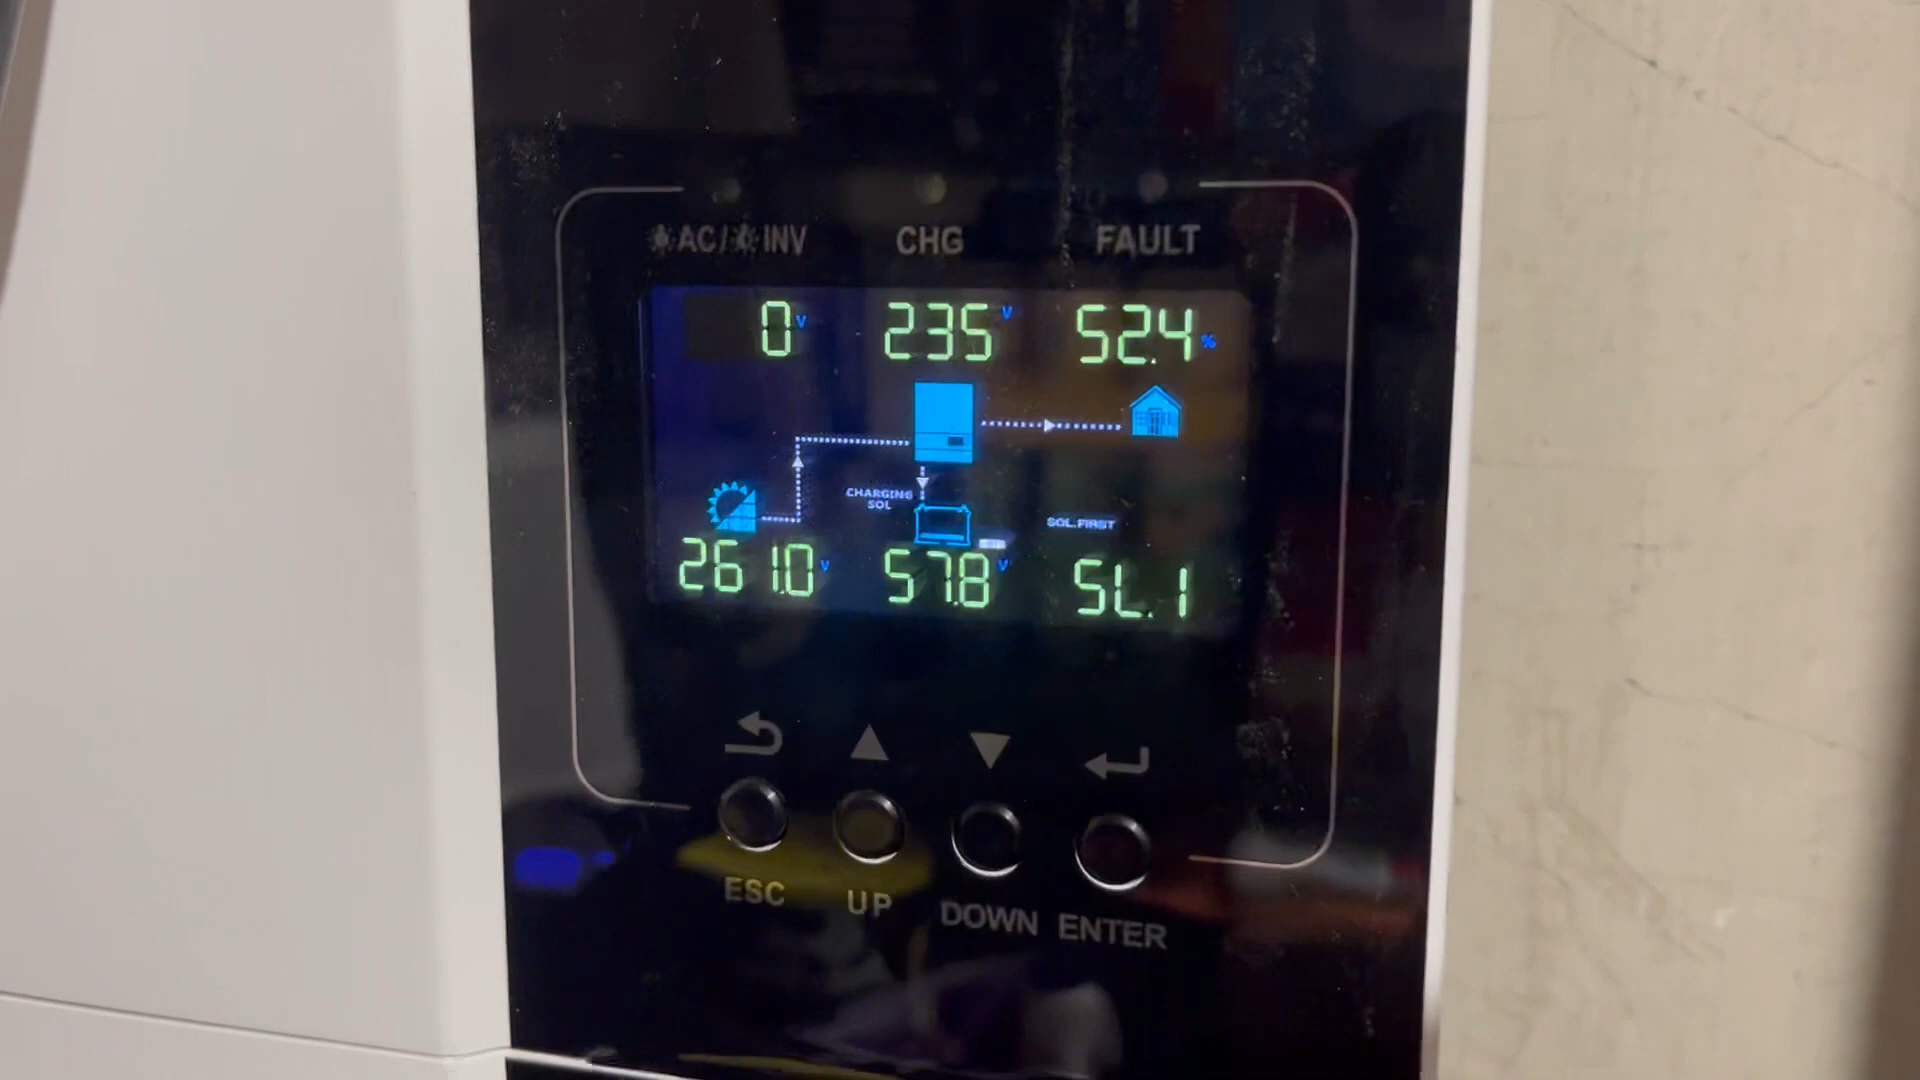 AC/ INV CHG FAULT
0V 235V 52.4%
CHARGING
SOL
SOL.FIRST
261.0V 57.8V SL.1
ESC UP DOWN ENTER